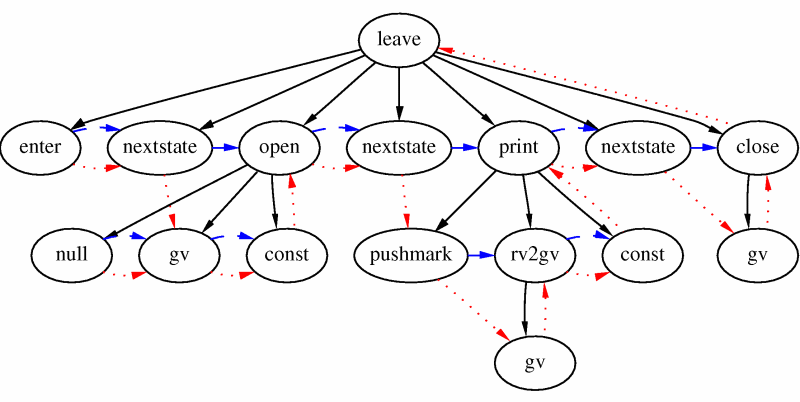 leave
enter nextstate open nextstate print nextstate close
null gv const pushmark rv2gv const gv
gv